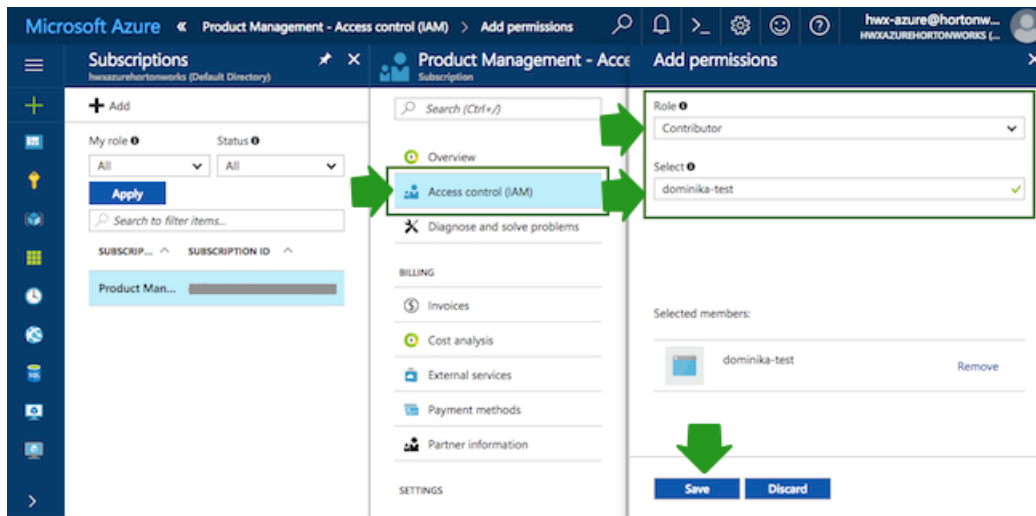 Microsoft Azure « Product Management - Access control (IAM) > Add permissions
hwx-azure@hortonw...
HWXAZUREHORTONWORKS (...
Subscriptions
hwxazurehortonworks (Default Directory)
+ Add
My role
Status
All
All
Apply
Search to filter items...
SUBSCRIP...
SUBSCRIPTION ID
Product Man...
Product Management - Acce
Subscription
Search (Ctrl+/)
Overview
Access control (IAM)
Diagnose and solve problems
BILLING
Invoices
Cost analysis
External services
Payment methods
Partner information
SETTINGS
Add permissions
Role
Contributor
Select
dominika-test
Selected members:
dominika-test
Remove
Save
Discard